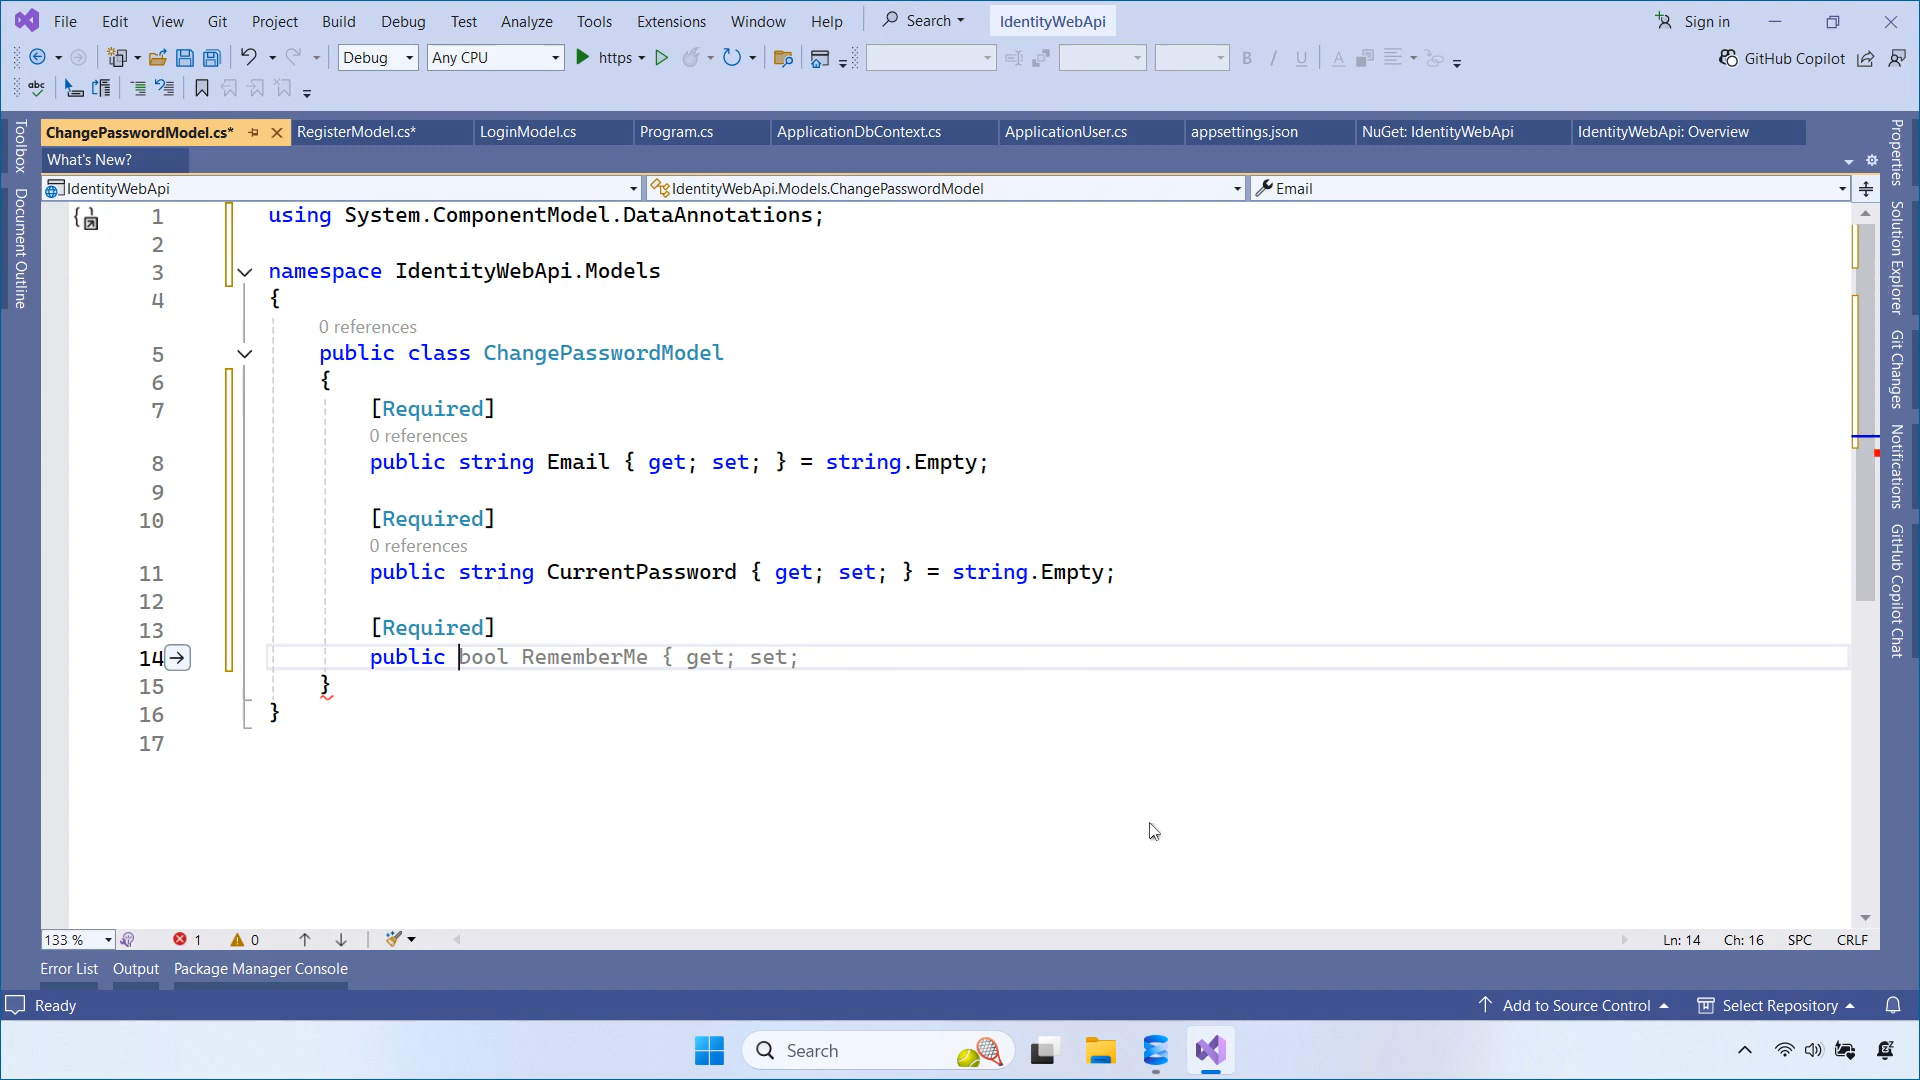 File Edit View Git Project Build Debug Test Analyze Tools Extensions Window Help Search IdentityWebApi Sign in
Debug Any CPU https GitHub Copilot
abc
ChangePasswordModel.cs* RegisterModel.cs* LoginModel.cs Program.cs ApplicationDbContext.cs ApplicationUser.cs appsettings.json NuGet: IdentityWebApi IdentityWebApi: Overview
What's New?
IdentityWebApi IdentityWebApi.Models.ChangePasswordModel Email
Toolbox
Document Outline
1 using System.ComponentModel.DataAnnotations;
2
3 namespace IdentityWebApi.Models
4 {
0 references
5 public class ChangePasswordModel
6 {
7 [Required]
0 references
8 public string Email { get; set; } = string.Empty;
9
10 [Required]
0 references
11 public string CurrentPassword { get; set; } = string.Empty;
12
13 [Required]
14 public bool RememberMe { get; set;
15 }
16 }
17
Properties
Solution Explorer
Git Changes
Notifications
GitHub Copilot Chat
133 % 1 0 Ln: 14 Ch: 16 SPC CRLF
Error List Output Package Manager Console
Ready Add to Source Control Select Repository
Search